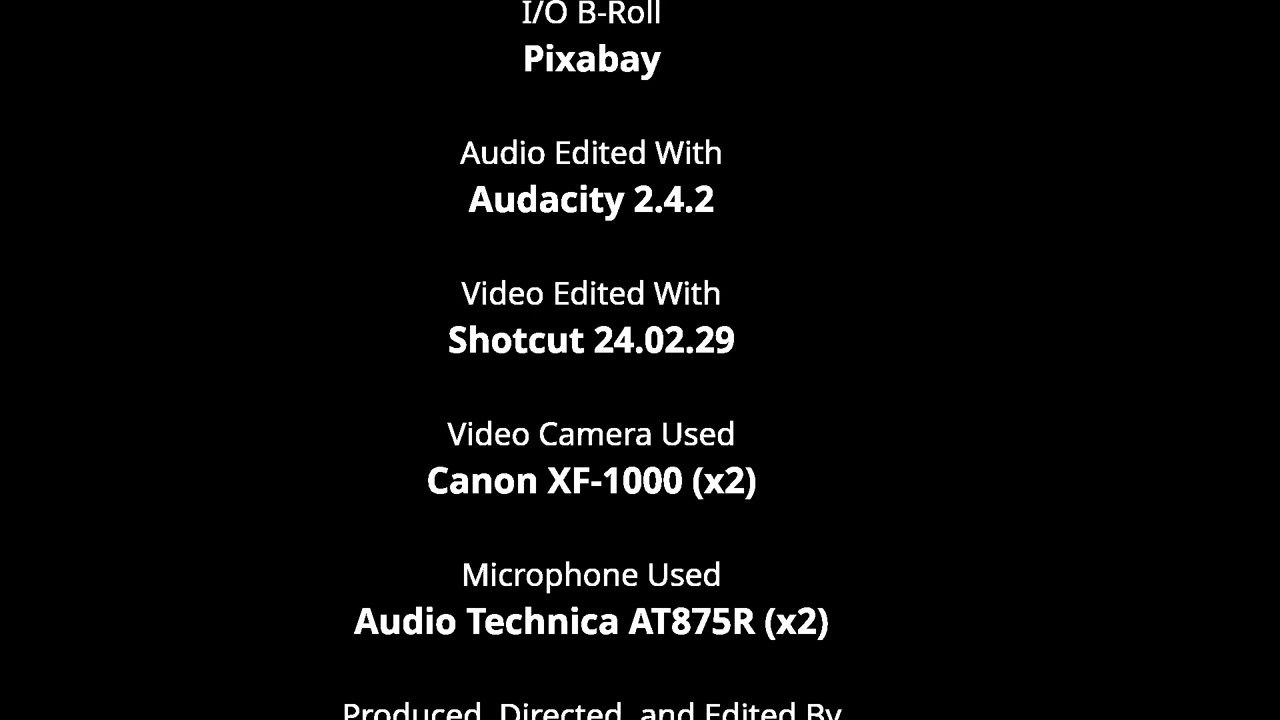 I/O B-Roll
Pixabay
Audio Edited With
Audacity 2.4.2
Video Edited With
Shotcut 24.02.29
Video Camera Used
Canon XF-1000 (x2)
Microphone Used
Audio Technica AT875R (x2)
Produced, Directed, and Edited By